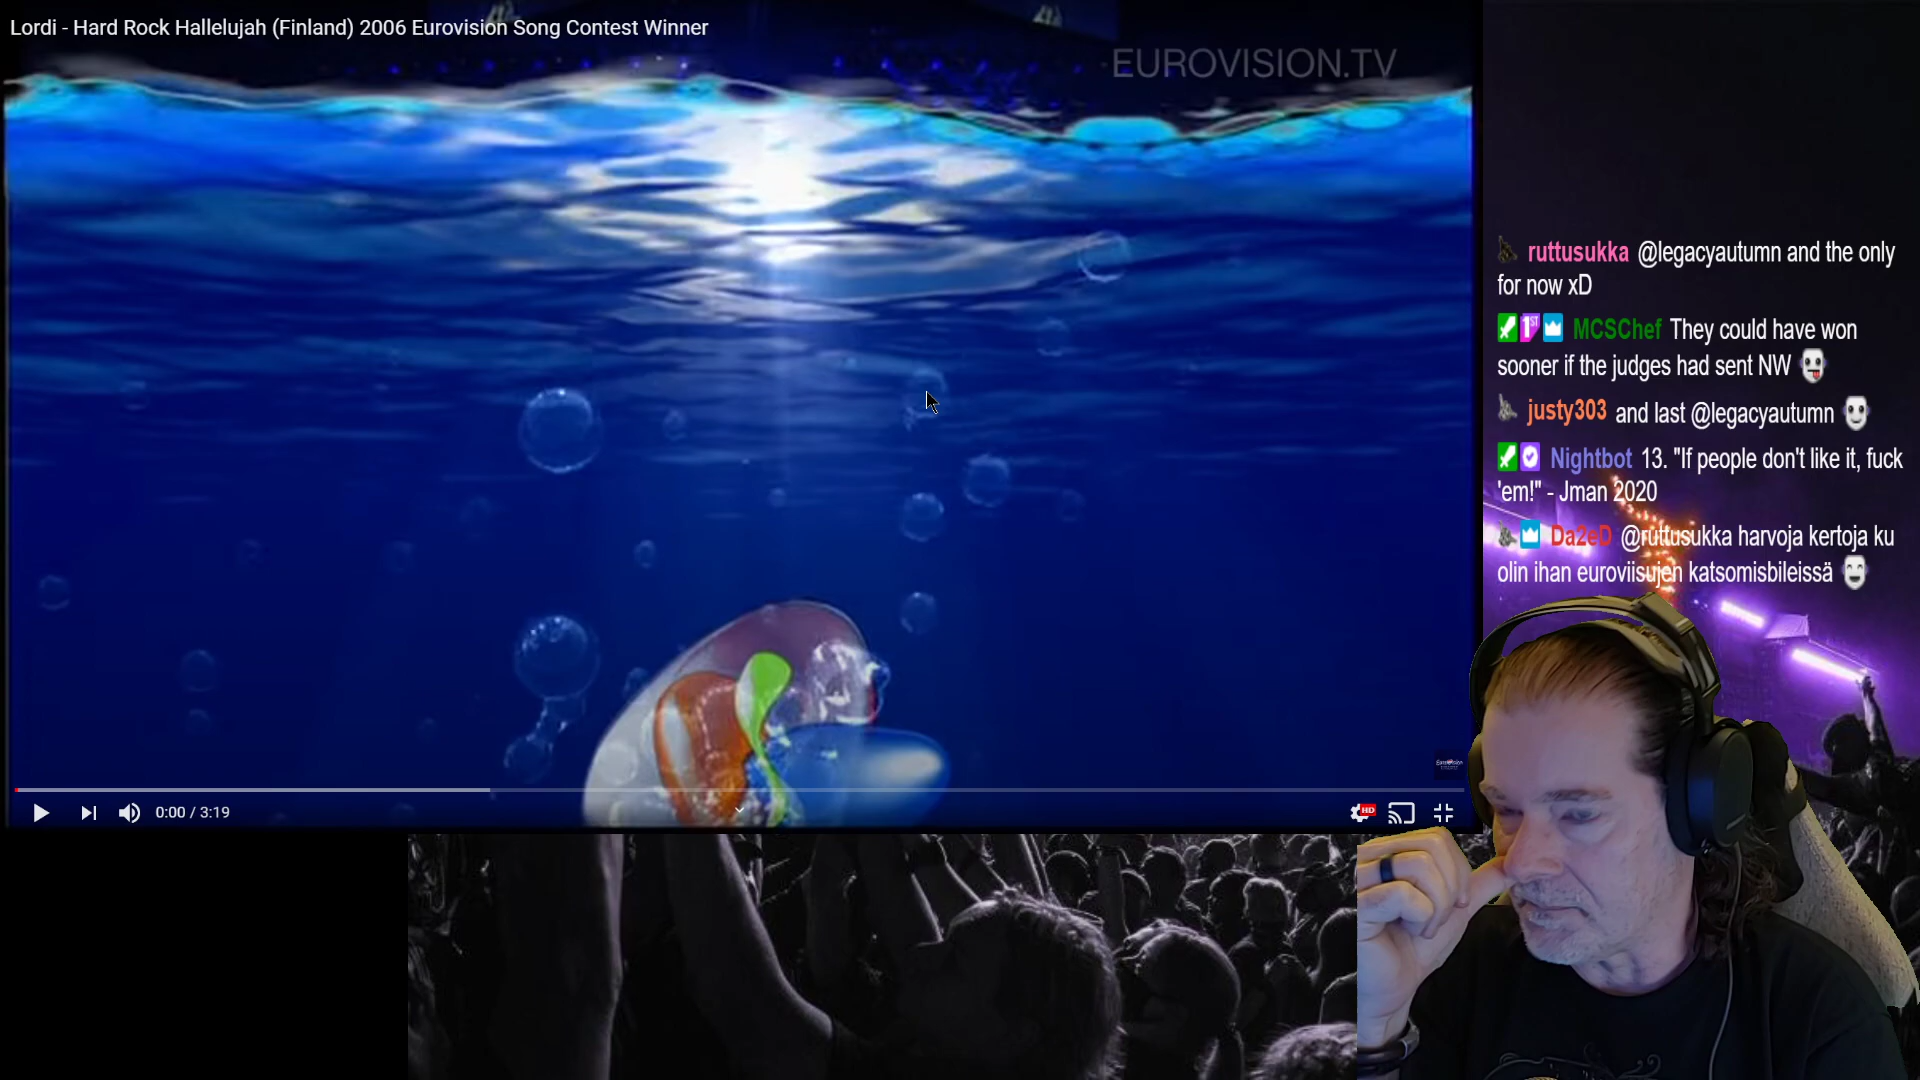 Lordi - Hard Rock Hallelujah (Finland) 2006 Eurovision Song Contest Winner
EUROVISION.TV
ruttusukka @legacyautumn and the only
for now xD
1ST MCSChef They could have won
sooner if the judges had sent NW
justy303 and last @legacyautumn
Nightbot 13. "If people don't like it, fuck
'em!" - Jman 2020
Da2eD @ruttusukka harvoja kertoja ku
olin ihan euroviisujen katsomisbileissä
0:00 / 3:19
HD